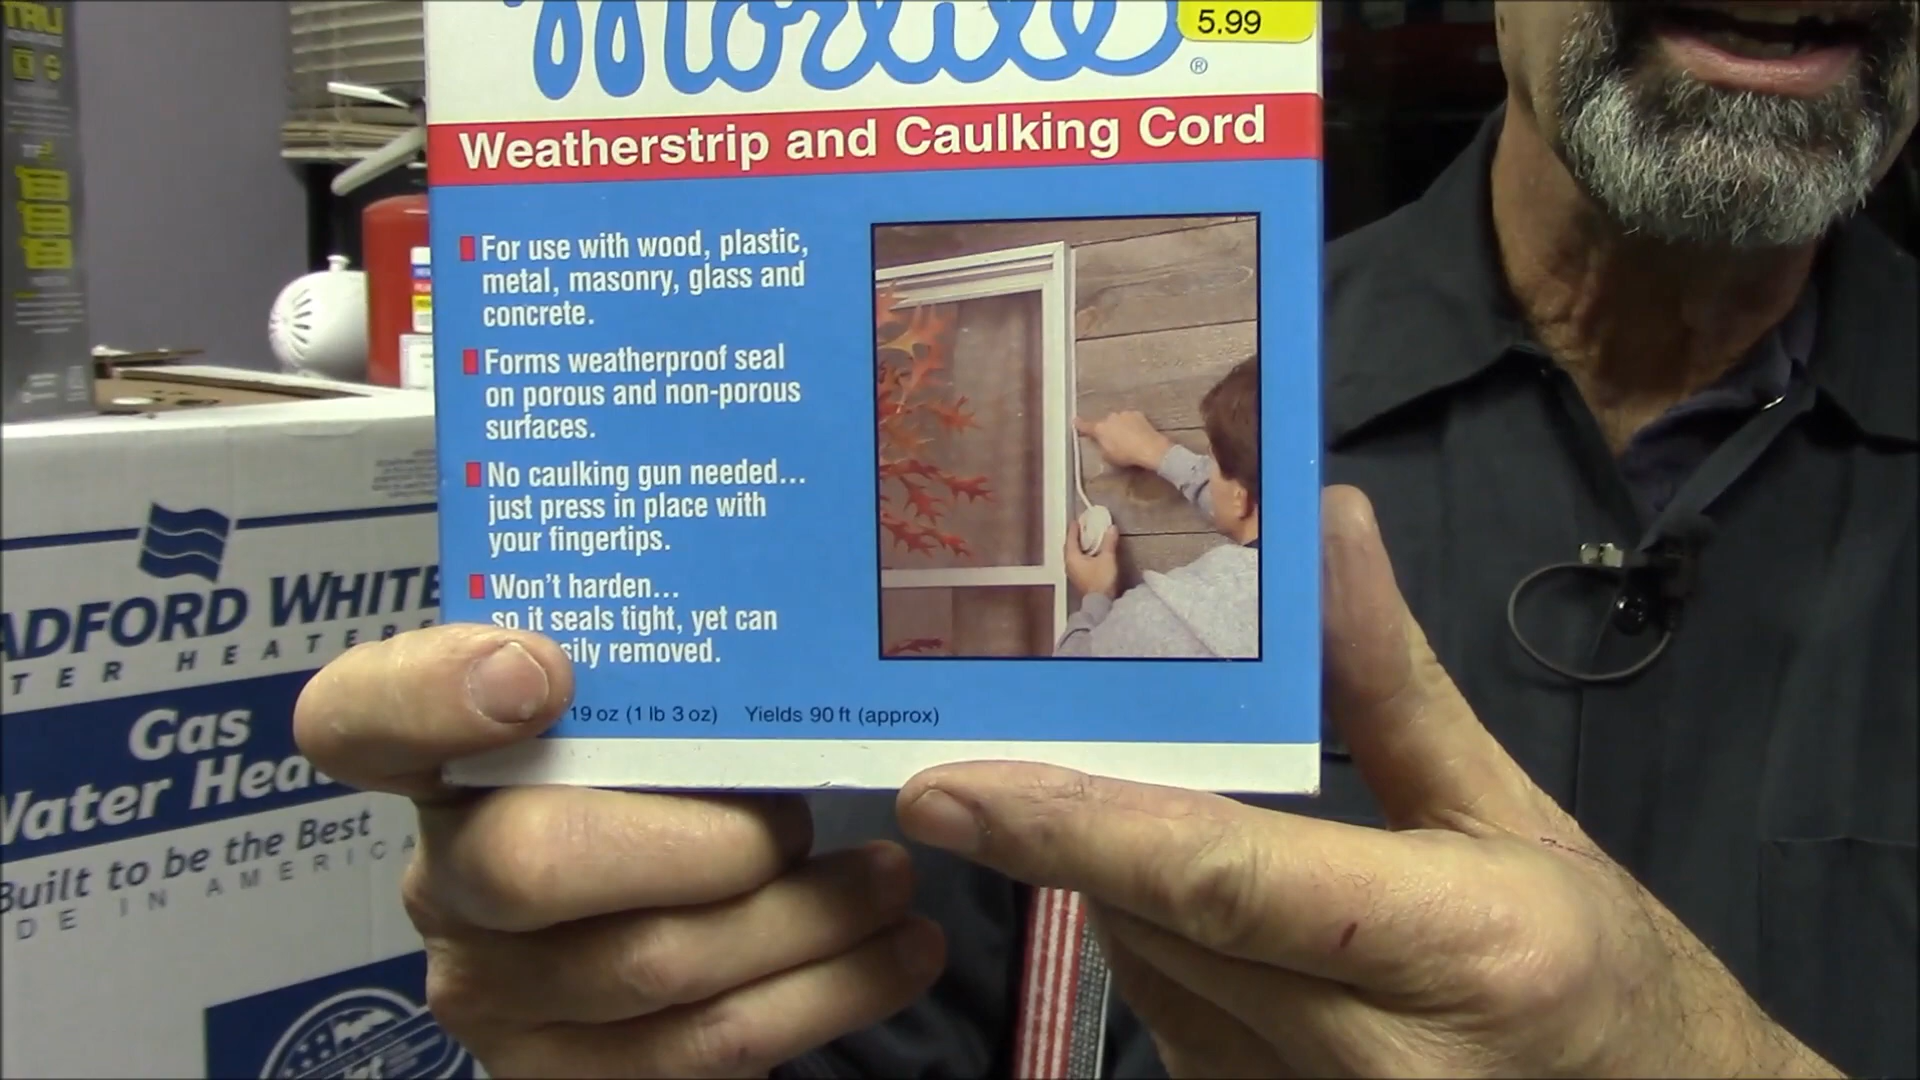 Mortite
5.99
®
Weatherstrip and Caulking Cord
For use with wood, plastic,
metal, masonry, glass and
concrete.
Forms weatherproof seal
on porous and non-porous
surfaces.
No caulking gun needed...
just press in place with
your fingertips.
Won't harden...
so it seals tight, yet can
sily removed.
19 oz (1 lb 3 oz) Yields 90 ft (approx)
ADFORD WHITE
TER HEATERS
Gas
Water Hea
Built to be the Best
DE IN AMERICA